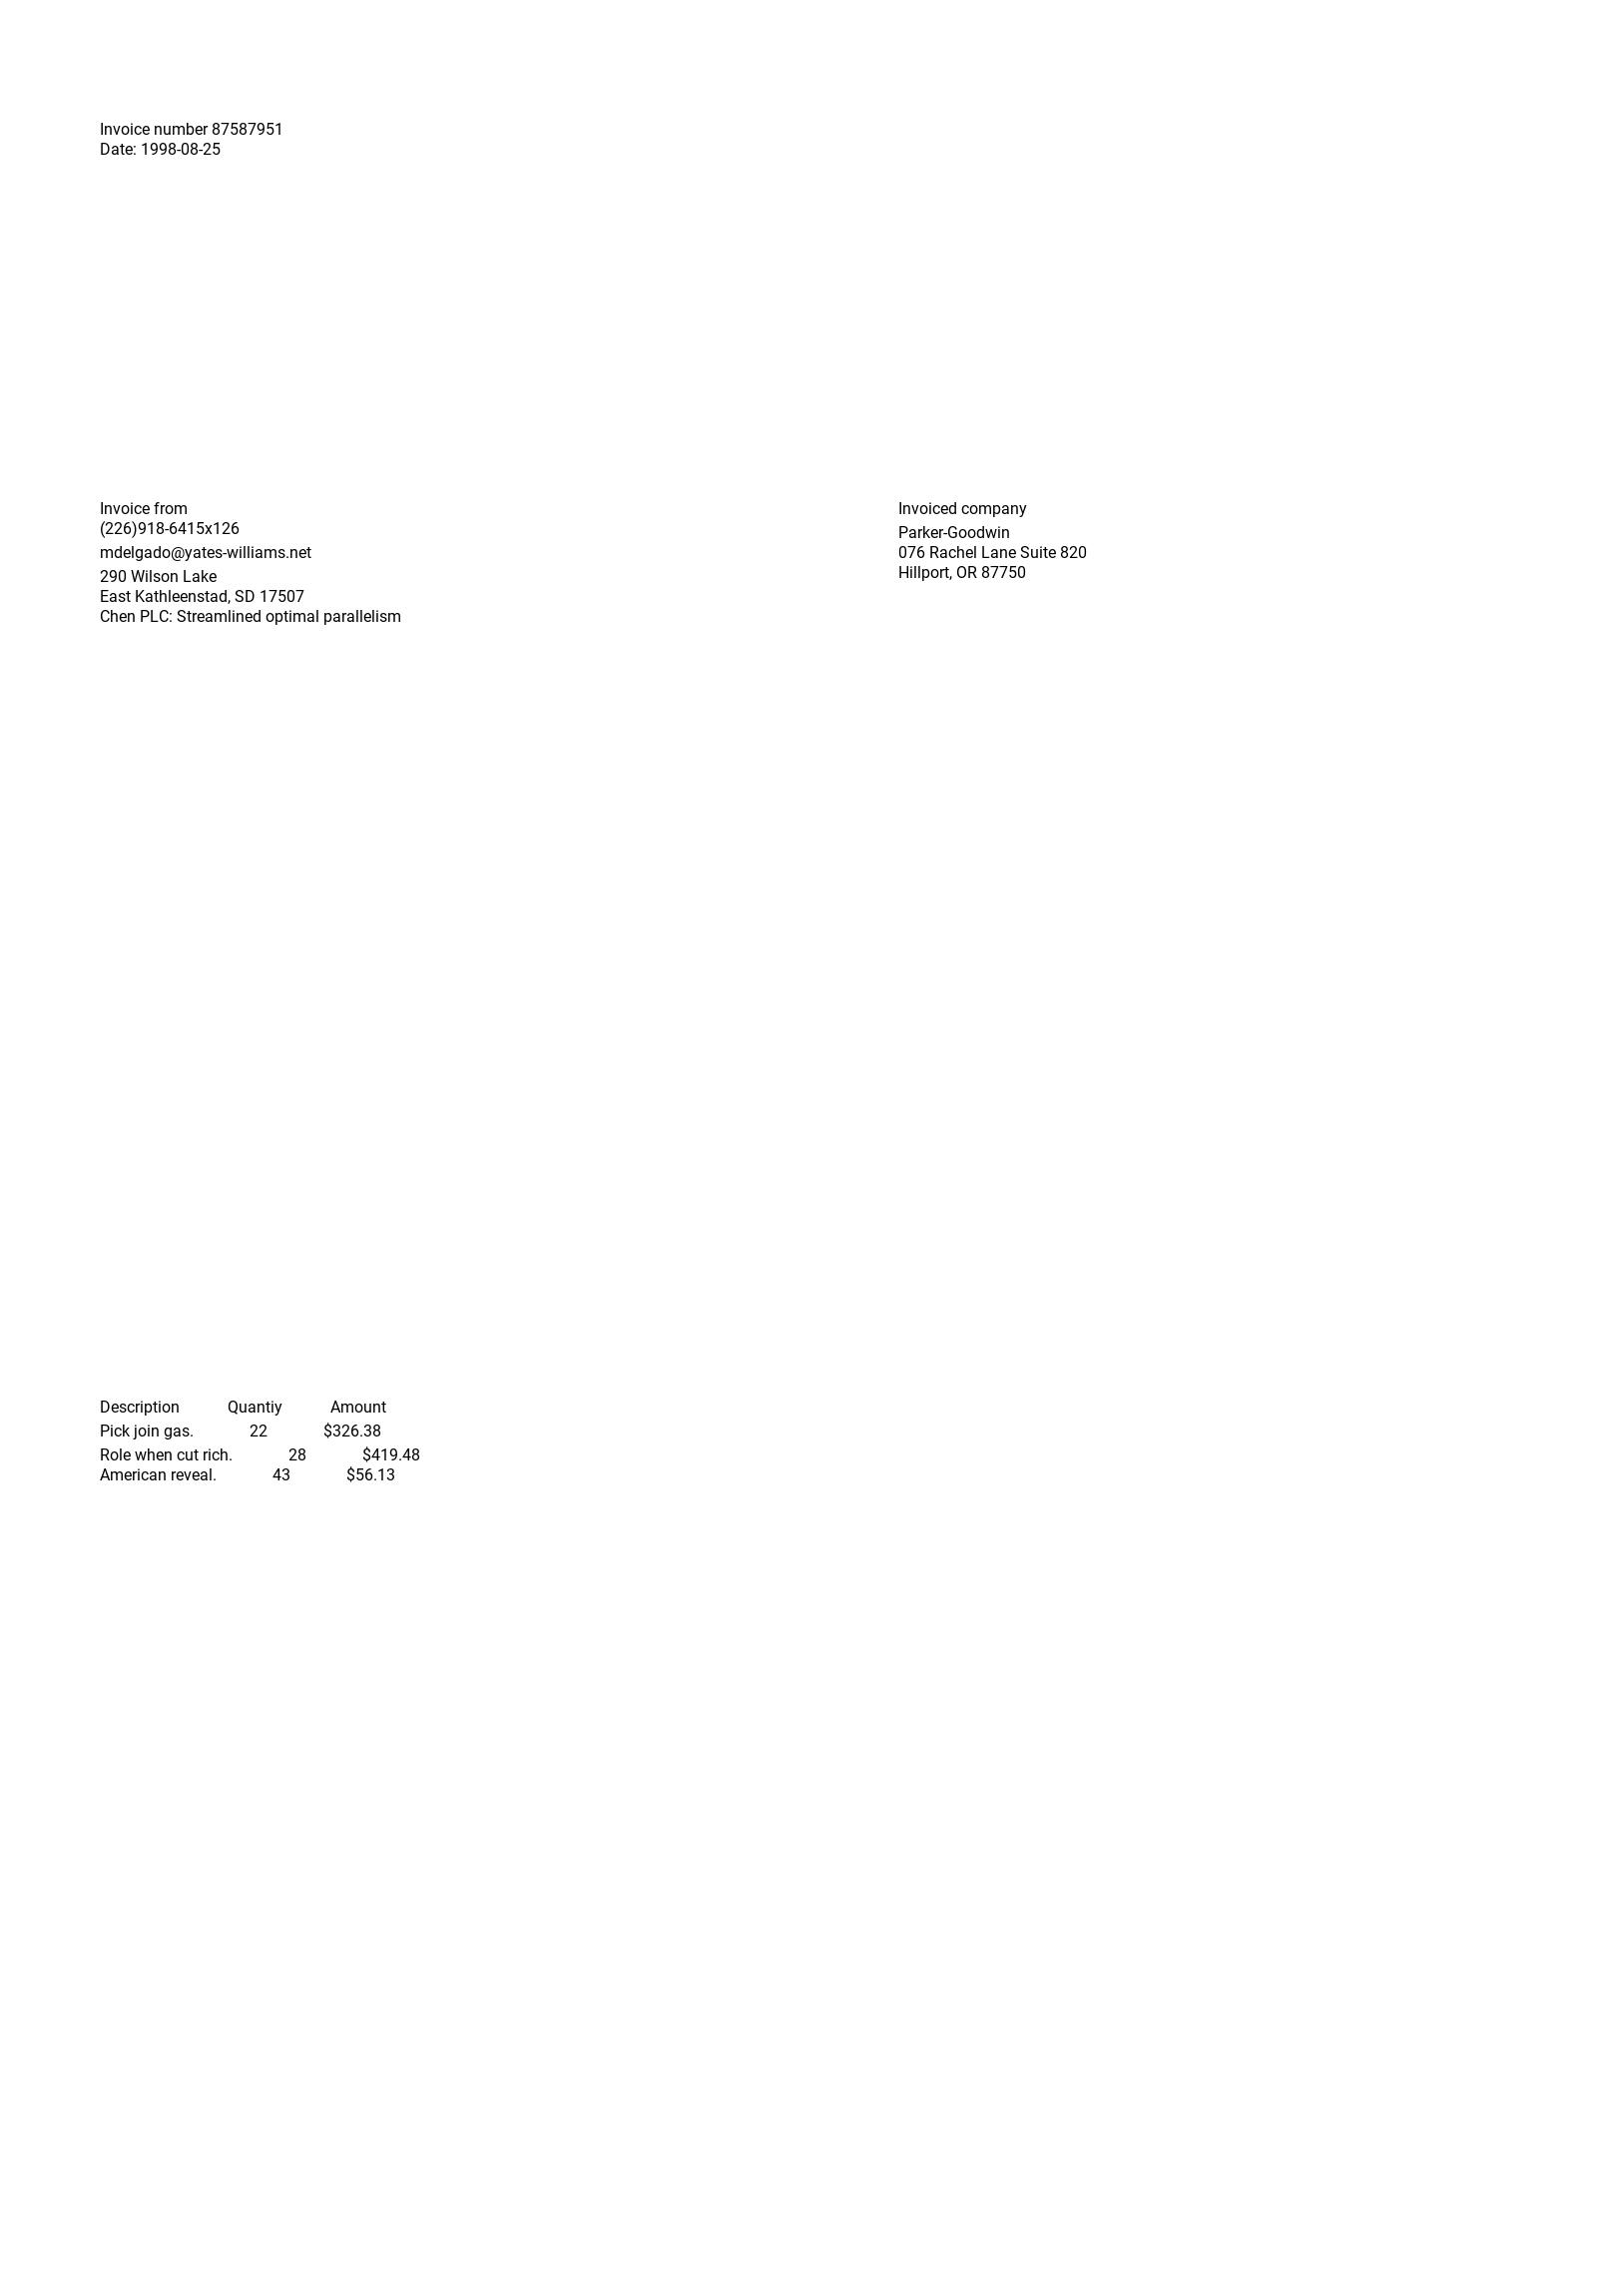 Invoice number 87587951
Date: 1998-08-25
Invoice from
(226)918-6415x126
mdelgado@yates-williams.net
290 Wilson Lake
East Kathleenstad, SD 17507
Chen PLC: Streamlined optimal parallelism
Invoiced company
Parker-Goodwin
076 Rachel Lane Suite 820
Hillport, OR 87750
Description Quantiy Amount
Pick join gas. 22 $326.38
Role when cut rich. 28 $419.48
American reveal. 43 $56.13